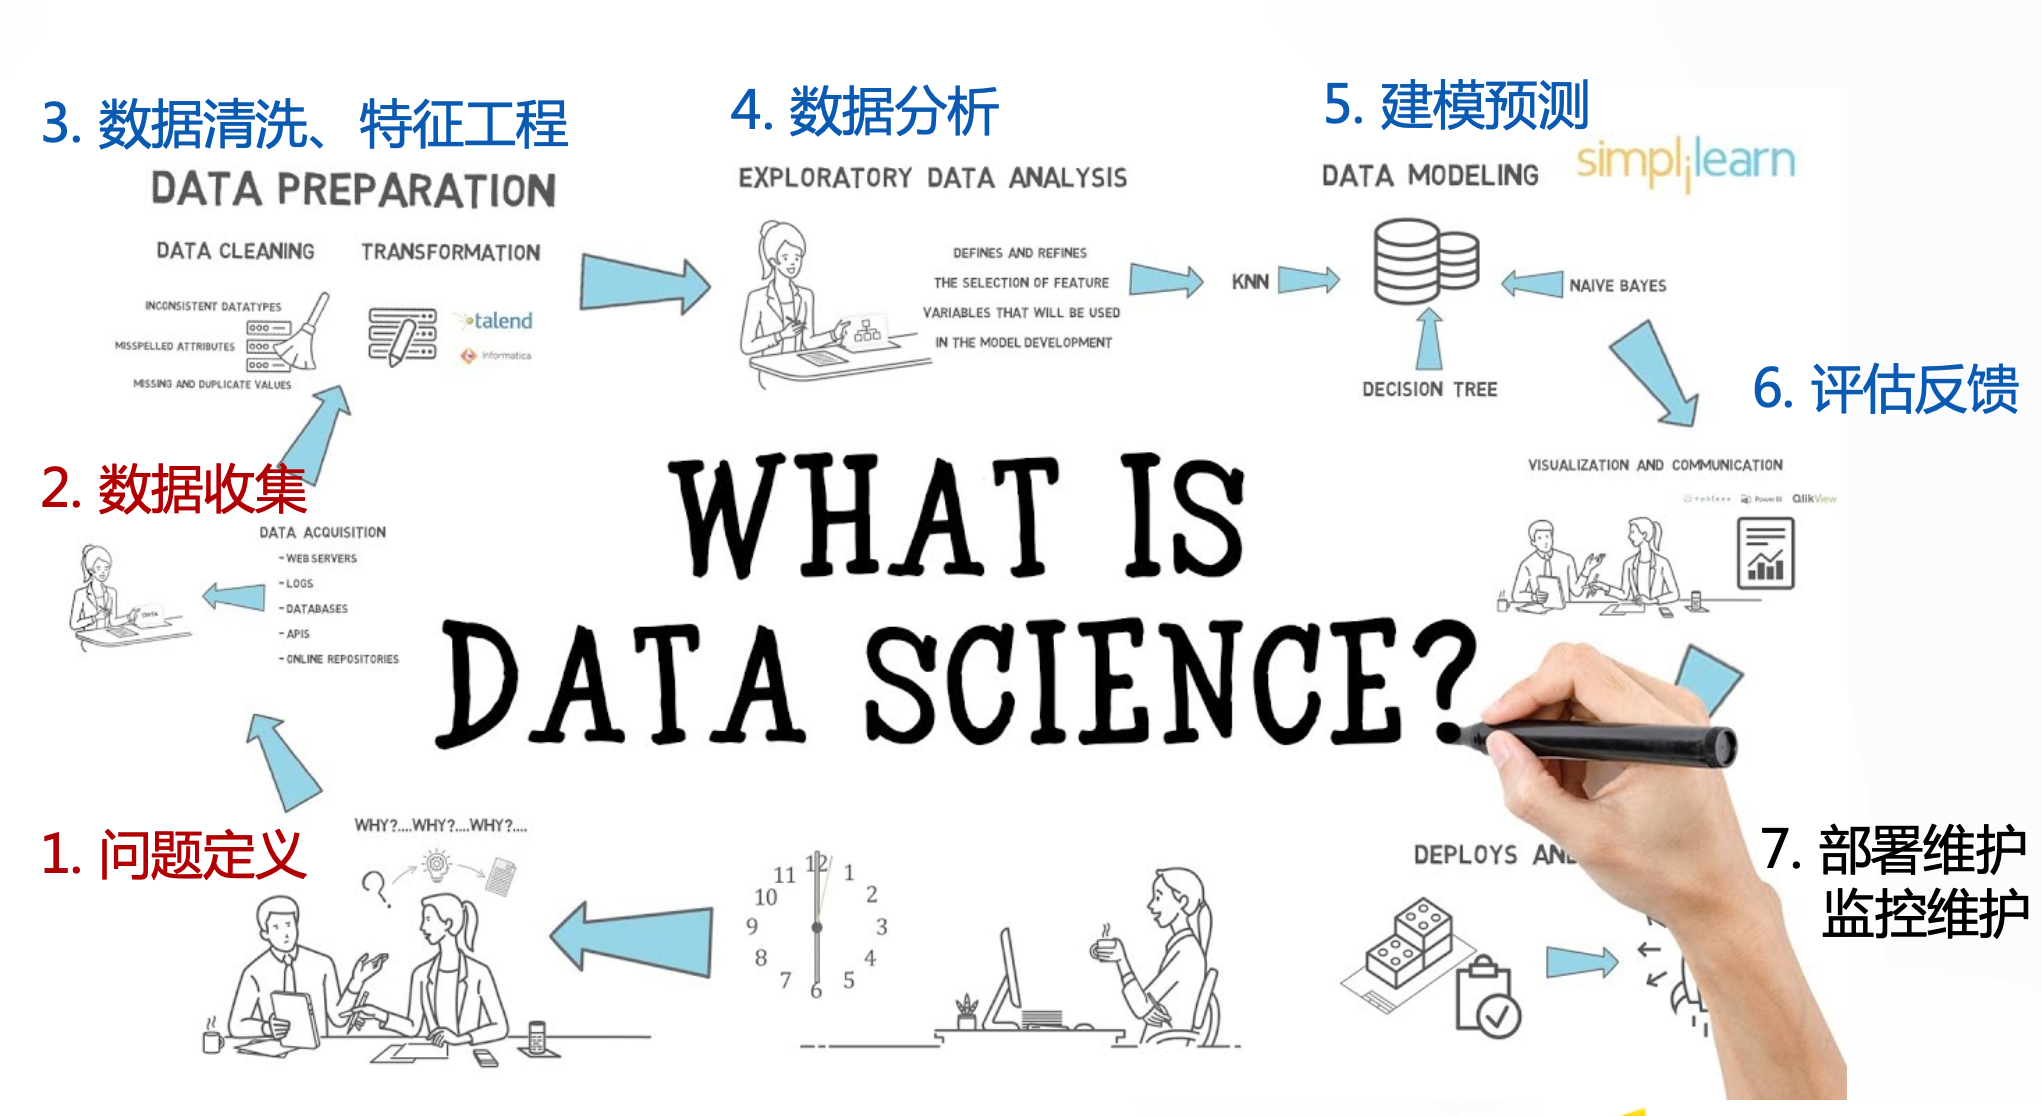 3. 数据清洗、特征工程
DATA PREPARATION
DATA CLEANING
TRANSFORMATION
INCONSISTENT DATATYPES
MISSPELLED ATTRIBUTES
MISSING AND DUPLICATE VALUES
talend
Informatica
4. 数据分析
EXPLORATORY DATA ANALYSIS
DEFINES AND REFINES
THE SELECTION OF FEATURE
VARIABLES THAT WILL BE USED
IN THE MODEL DEVELOPMENT
5. 建模预测
DATA MODELING
simplilearn
KNN
NAIVE BAYES
DECISION TREE
6. 评估反馈
VISUALIZATION AND COMMUNICATION
tableau
Power BI
QlikView
2. 数据收集
DATA ACQUISITION
- WEB SERVERS
- LOGS
- DATABASES
- APIS
- ONLINE REPOSITORIES
DATA
WHAT IS
DATA SCIENCE?
1. 问题定义
WHY?....WHY?....WHY?....
12
1
2
3
4
5
6
7
8
9
10
11
DEPLOYS AN
7. 部署维护
监控维护